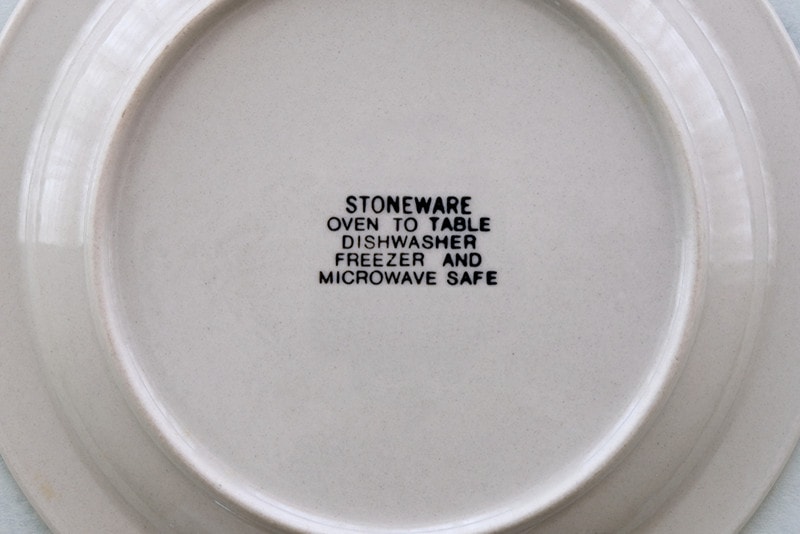 STONEWARE
OVEN TO TABLE
DISHWASHER
FREEZER AND
MICROWAVE SAFE